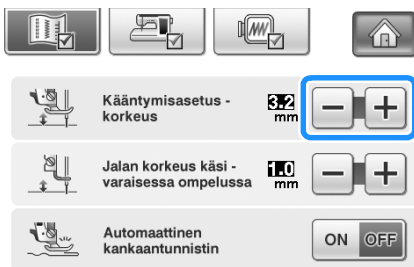 Kääntymisasetus -
korkeus
3.2
mm
Jalan korkeus käsi -
varaisessa ompelussa
1.0
mm
Automaattinen
kankaantunnistin
ON OFF